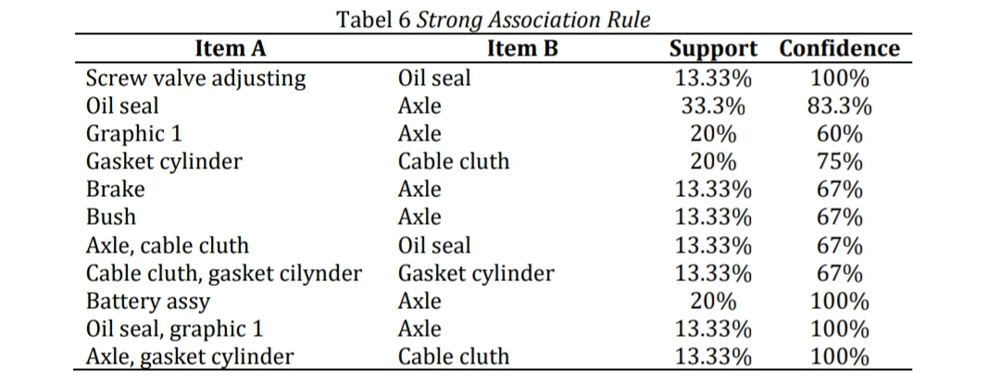 Tabel 6 Strong Association Rule
Item A Item B Support Confidence
Screw valve adjusting Oil seal 13.33% 100%
Oil seal Axle 33.3% 83.3%
Graphic 1 Axle 20% 60%
Gasket cylinder Cable cluth 20% 75%
Brake Axle 13.33% 67%
Bush Axle 13.33% 67%
Axle, cable cluth Oil seal 13.33% 67%
Cable cluth, gasket cilynder Gasket cylinder 13.33% 67%
Battery assy Axle 20% 100%
Oil seal, graphic 1 Axle 13.33% 100%
Axle, gasket cylinder Cable cluth 13.33% 100%